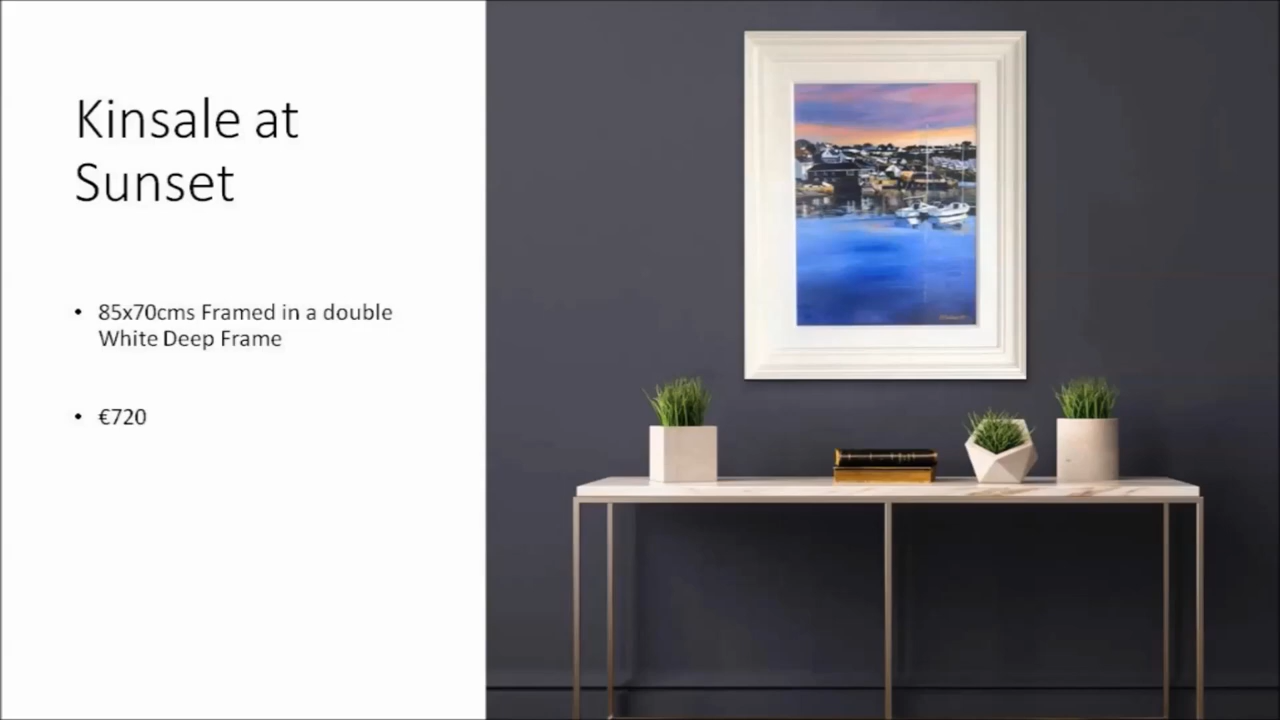 Kinsale at
Sunset
• 85x70cms Framed in a double
White Deep Frame
• €720